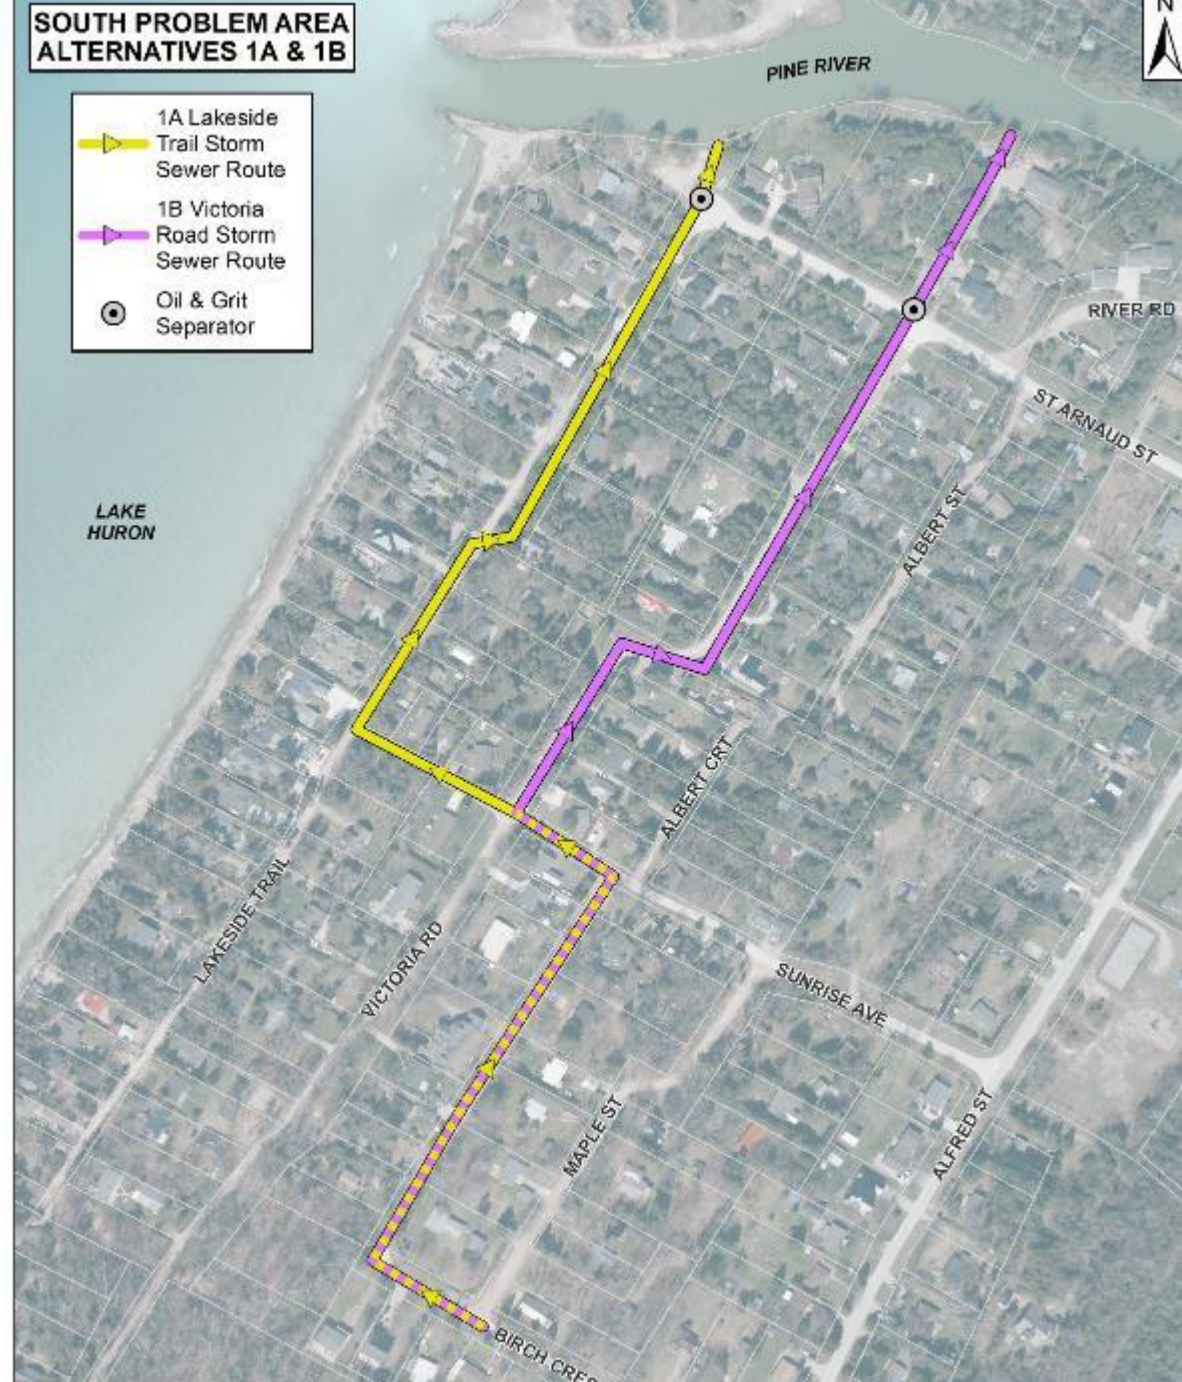 SOUTH PROBLEM AREA
ALTERNATIVES 1A & 1B
N
PINE RIVER
1A Lakeside
Trail Storm
Sewer Route
1B Victoria
Road Storm
Sewer Route
Oil & Grit
Separator
RIVER RD
ST ARNAUD ST
LAKE
HURON
ALBERT ST
ALBERT CRT
LAKESIDE TRAIL
VICTORIA RD
SUNRISE AVE
MAPLE ST
ALFRED ST
BIRCH CRES